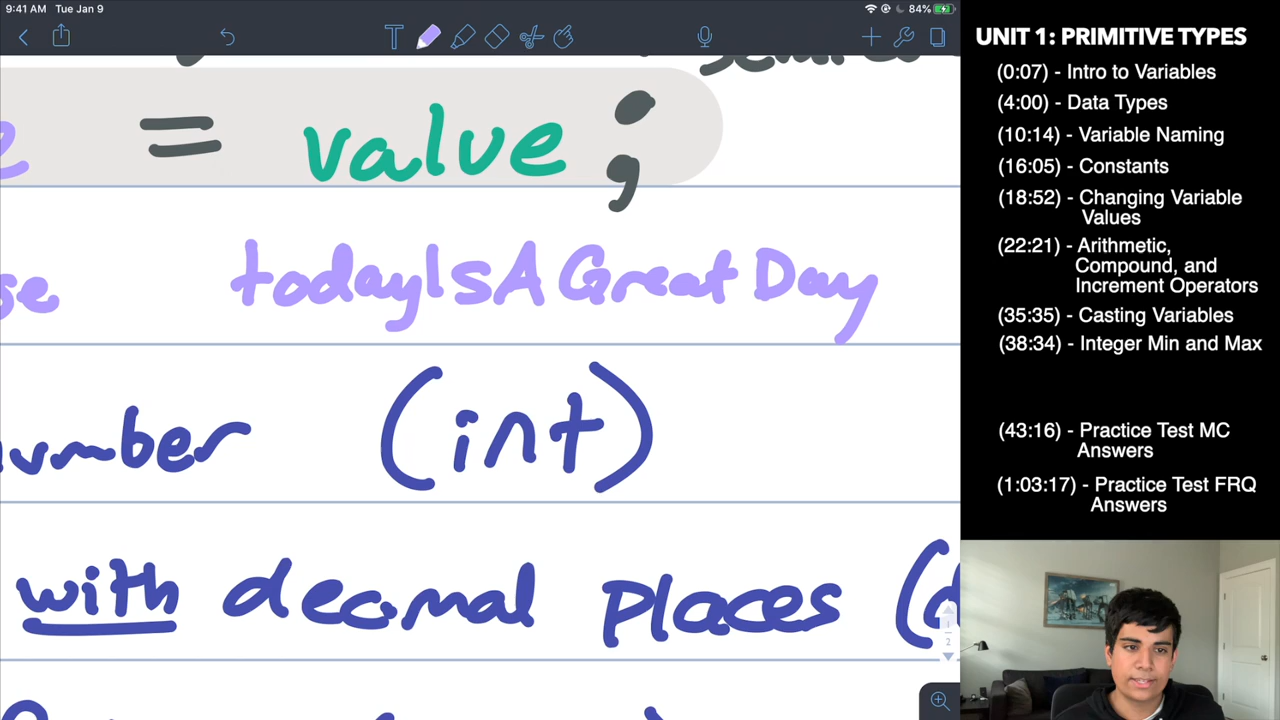 9:41 AM Tue Jan 9
84%
T
= value ;
todayIsAGreatDay
number (int)
with decimal places (
1
2
UNIT 1: PRIMITIVE TYPES
(0:07) - Intro to Variables
(4:00) - Data Types
(10:14) - Variable Naming
(16:05) - Constants
(18:52) - Changing Variable
Values
(22:21) - Arithmetic,
Compound, and
Increment Operators
(35:35) - Casting Variables
(38:34) - Integer Min and Max
(43:16) - Practice Test MC
Answers
(1:03:17) - Practice Test FRQ
Answers